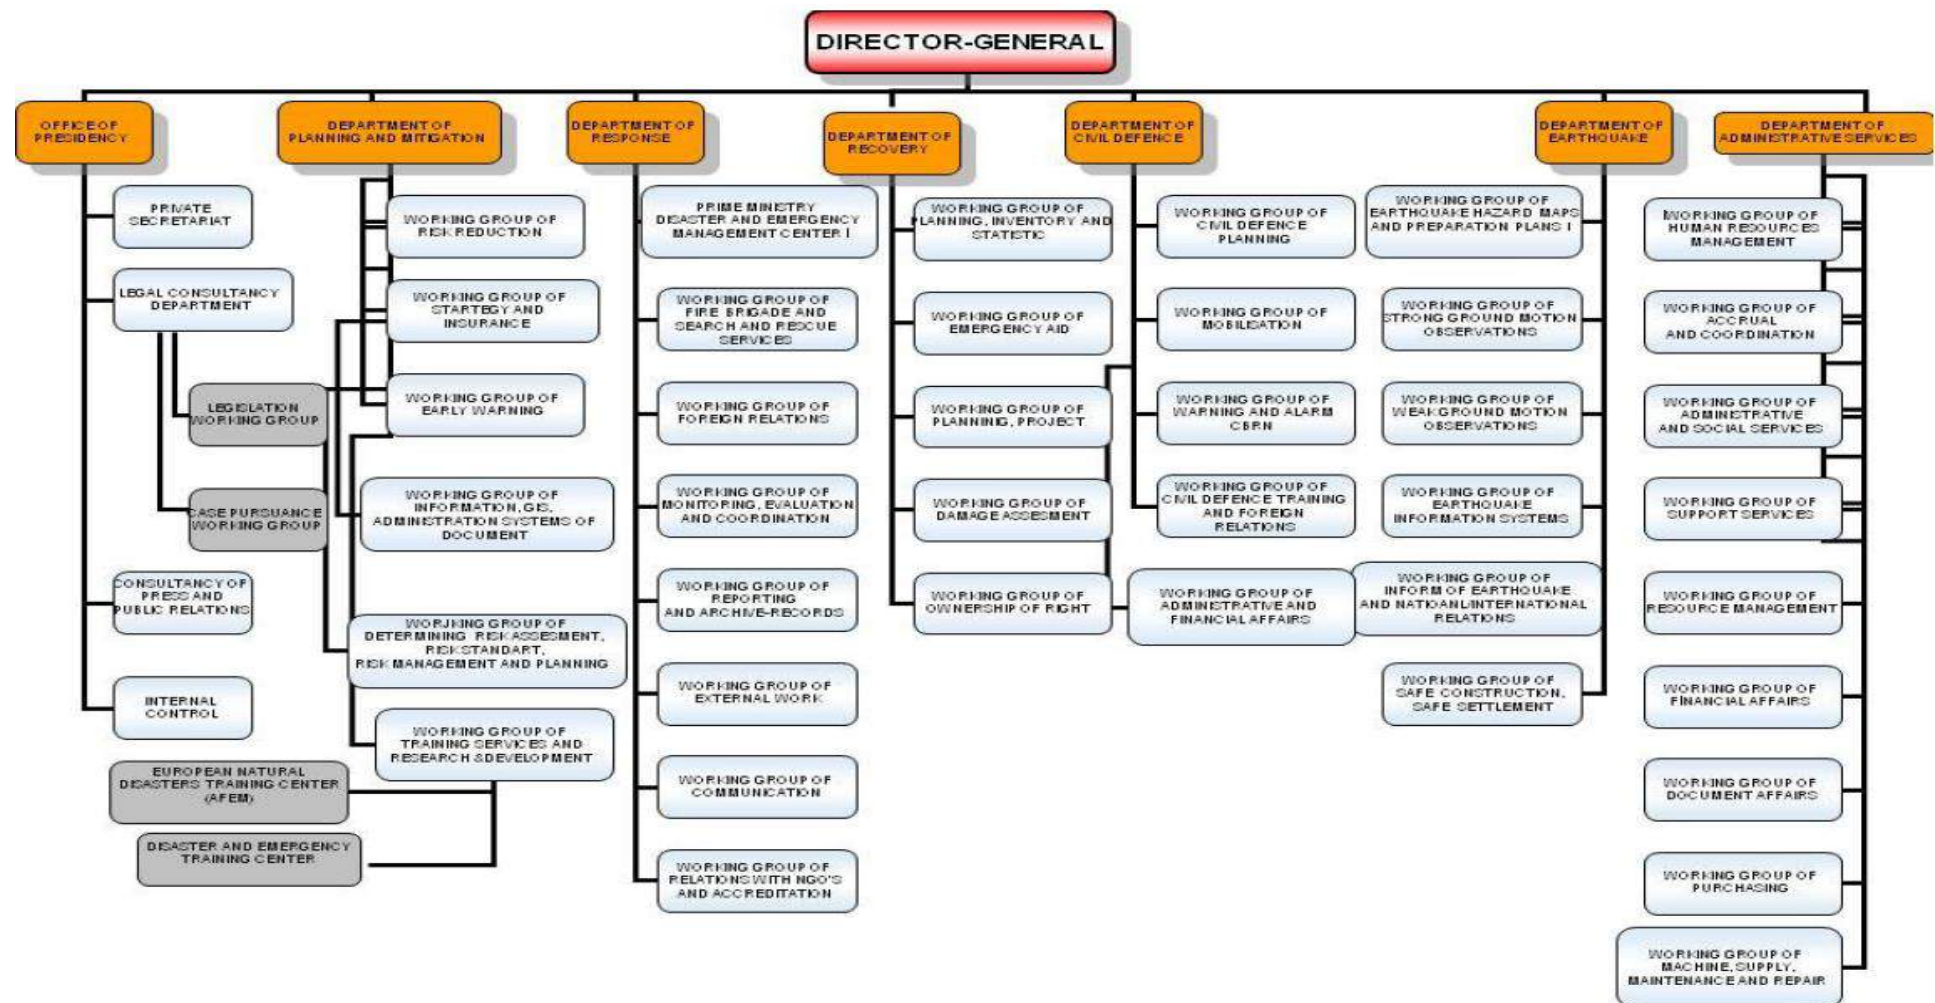 DIRECTOR-GENERAL
OFFICE OF
PRESIDENCY
PRIVATE
SECRETARIAT
LEGAL CONSULTANCY
DEPARTMENT
LEGISLATION
WORKING GROUP
CASE PURSUANCE
WORKING GROUP
CONSULTANCY OF
PRESS AND
PUBLIC RELATIONS
INTERNAL
CONTROL
DEPARTMENT OF
PLANNING AND MITIGATION
WORKING GROUP OF
RISK REDUCTION
WORKING GROUP OF
STARTEGY AND
INSURANCE
WORKING GROUP OF
EARLY WARNING
WORKING GROUP OF
INFORMATION, GIS,
ADMINISTRATION SYSTEMS OF
DOCUMENT
WORJKING GROUP OF
DETERMINING RISK ASSESMENT,
RISK STANDART,
RISK MANAGEMENT AND PLANNING
WORKING GROUP OF
TRAINING SERVICES AND
RESEARCH &DEVELOPMENT
EUROPEAN NATURAL
DISASTERS TRAINING CENTER
(AFEM)
DISASTER AND EMERGENCY
TRAINING CENTER
DEPARTMENT OF
RESPONSE
PRIME MINISTRY
DISASTER AND EMERGENCY
MANAGEMENT CENTER I
WORKING GROUP OF
FIRE BRIGADE AND
SEARCH AND RESCUE
SERVICES
WORKING GROUP OF
FOREIGN RELATIONS
WORKING GROUP OF
MONITORING, EVALUATION
AND COORDINATION
WORKING GROUP OF
REPORTING
AND ARCHIVE-RECORDS
WORKING GROUP OF
EXTERNAL WORK
WORKING GROUP OF
COMMUNICATION
WORKING GROUP OF
RELATIONS WITH NGO'S
AND ACCREDITATION
DEPARTMENT OF
RECOVERY
WORKING GROUP OF
PLANNING, INVENTORY AND
STATISTIC
WORKING GROUP OF
EMERGENCY AID
WORKING GROUP OF
PLANNING, PROJECT
WORKING GROUP OF
DAMAGE ASSESMENT
WORKING GROUP OF
OWNERSHIP OF RIGHT
DEPARTMENT OF
CIVIL DEFENCE
WORKING GROUP OF
CIVIL DEFENCE
PLANNING
WORKING GROUP OF
MOBILISATION
WORKING GROUP OF
WARNING AND ALARM
CBRN
WORKING GROUP OF
CIVIL DEFENCE TRAINING
AND FOREIGN
RELATIONS
WORKING GROUP OF
ADMINISTRATIVE AND
FINANCIAL AFFAIRS
DEPARTMENT OF
EARTHQUAKE
WORKING GROUP OF
EARTHQUAKE HAZARD MAPS
AND PREPARATION PLANS I
WORKING GROUP OF
STRONG GROUND MOTION
OBSERVATIONS
WORKING GROUP OF
WEAK GROUND MOTION
OBSERVATIONS
WORKING GROUP OF
EARTHQUAKE
INFORMATION SYSTEMS
WORKING GROUP OF
INFORM OF EARTHQUAKE
AND NATIOANL/INTERNATIONAL
RELATIONS
WORKING GROUP OF
SAFE CONSTRUCTION,
SAFE SETTLEMENT
DEPARTMENT OF
ADMINISTRATIVE SERVICES
WORKING GROUP OF
HUMAN RESOURCES
MANAGEMENT
WORKING GROUP OF
ACCRUAL
AND COORDINATION
WORKING GROUP OF
ADMINISTRATIVE
AND SOCIAL SERVICES
WORKING GROUP OF
SUPPORT SERVICES
WORKING GROUP OF
RESOURCE MANAGEMENT
WORKING GROUP OF
FINANCIAL AFFAIRS
WORKING GROUP OF
DOCUMENT AFFAIRS
WORKING GROUP OF
PURCHASING
WORKING GROUP OF
MACHINE, SUPPLY,
MAINTENANCE AND REPAIR